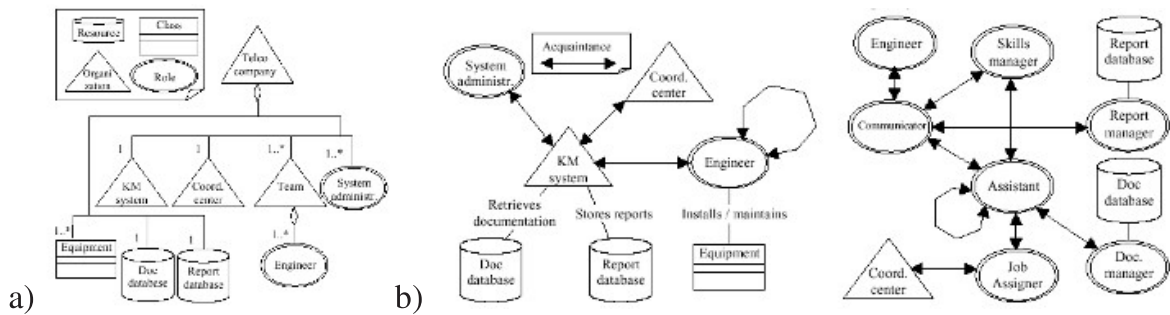 Resource
Class
Organi
zation
Role
Telco
company
1
1
1..*
1..*
KM
system
Coord.
center
Team
System
administr.
1..*
1
1
1..*
Equipment
Doc
database
Report
database
Engineer
a)
System
administr.
Acquaintance
Coord.
center
KM
system
Engineer
Retrieves
documentation
Stores reports
Installs / maintains
Doc
database
Report
database
Equipment
b)
Engineer
Skills
manager
Report
database
Communicator
Report
manager
Assistant
Doc
database
Coord.
center
Job
Assigner
Doc.
manager